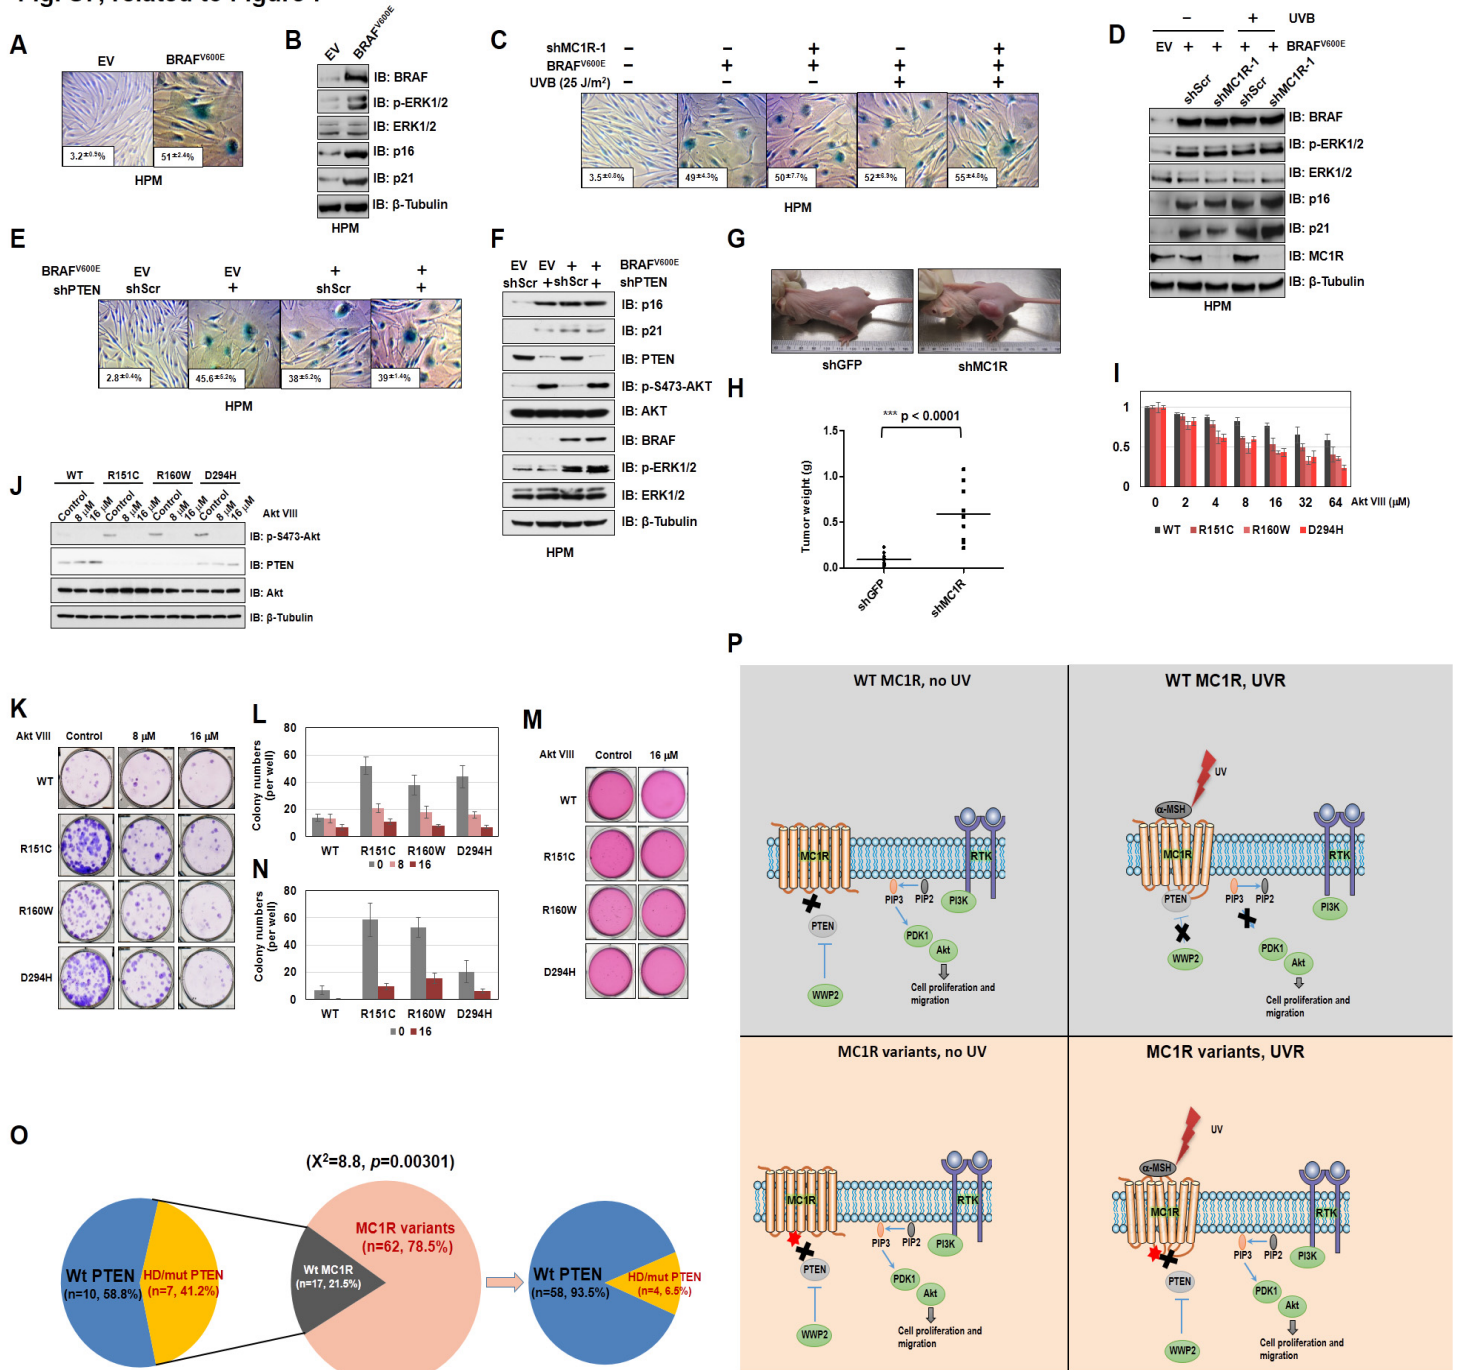 A
EV
BRAFV600E
3.2±0.5%
51±2.4%
HPM
B
EV
BRAFV600E
IB: BRAF
IB: p-ERK1/2
IB: ERK1/2
IB: p16
IB: p21
IB: β-Tubulin
HPM
C
shMC1R-1 – – + – +
BRAFV600E – + + + +
UVB (25 J/m2) – – – + +
3.5±0.8%
49±4.3%
50±7.7%
52±6.9%
55±4.8%
HPM
D
– + UVB
EV + + + + BRAFV600E
shScr
shMC1R-1
shScr
shMC1R-1
IB: BRAF
IB: p-ERK1/2
IB: ERK1/2
IB: p16
IB: p21
IB: MC1R
IB: β-Tubulin
HPM
E
BRAFV600E EV EV + +
shPTEN shScr + shScr +
2.8±0.4%
45.6±5.2%
38±5.2%
39±1.4%
HPM
F
EV EV + + BRAFV600E
shScr + shScr + shPTEN
IB: p16
IB: p21
IB: PTEN
IB: p-S473-AKT
IB: AKT
IB: BRAF
IB: p-ERK1/2
IB: ERK1/2
IB: β-Tubulin
HPM
G
shGFP
shMC1R
H
*** p < 0.0001
Tumor weight (g)
1.5
1.0
0.5
0.0
shGFP
shMC1R
I
1
0.5
0
0 2 4 8 16 32 64 Akt VIII (µM)
WT R151C R160W D294H
J
WT R151C R160W D294H
Control
8 µM
16 µM
Control
8 µM
16 µM
Control
8 µM
16 µM
Control
8 µM
16 µM
Akt VIII
IB: p-S473-Akt
IB: PTEN
IB: Akt
IB: β-Tubulin
K
Akt VIII Control 8 µM 16 µM
WT
R151C
R160W
D294H
L
Colony numbers
(per well)
80
60
40
20
0
WT R151C R160W D294H
0 8 16
M
Akt VIII Control 16 µM
WT
R151C
R160W
D294H
N
Colony numbers
(per well)
80
60
40
20
0
WT R151C R160W D294H
0 16
O
(X2=8.8, p=0.00301)
Wt PTEN
(n=10, 58.8%)
HD/mut PTEN
(n=7, 41.2%)
Wt MC1R
(n=17, 21.5%)
MC1R variants
(n=62, 78.5%)
Wt PTEN
(n=58, 93.5%)
HD/mut PTEN
(n=4, 6.5%)
P
WT MC1R, no UV
MC1R
RTK
PIP3
PIP2
PI3K
PTEN
PDK1
Akt
WWP2
Cell proliferation and
migration
WT MC1R, UVR
UV
α-MSH
MC1R
RTK
PTEN
PIP3
PIP2
PI3K
WWP2
PDK1
Akt
Cell proliferation and
migration
MC1R variants, no UV
MC1R
RTK
PIP3
PIP2
PI3K
PTEN
PDK1
Akt
WWP2
Cell proliferation and
migration
MC1R variants, UVR
UV
α-MSH
MC1R
RTK
PIP3
PIP2
PI3K
PTEN
PDK1
Akt
WWP2
Cell proliferation and
migration